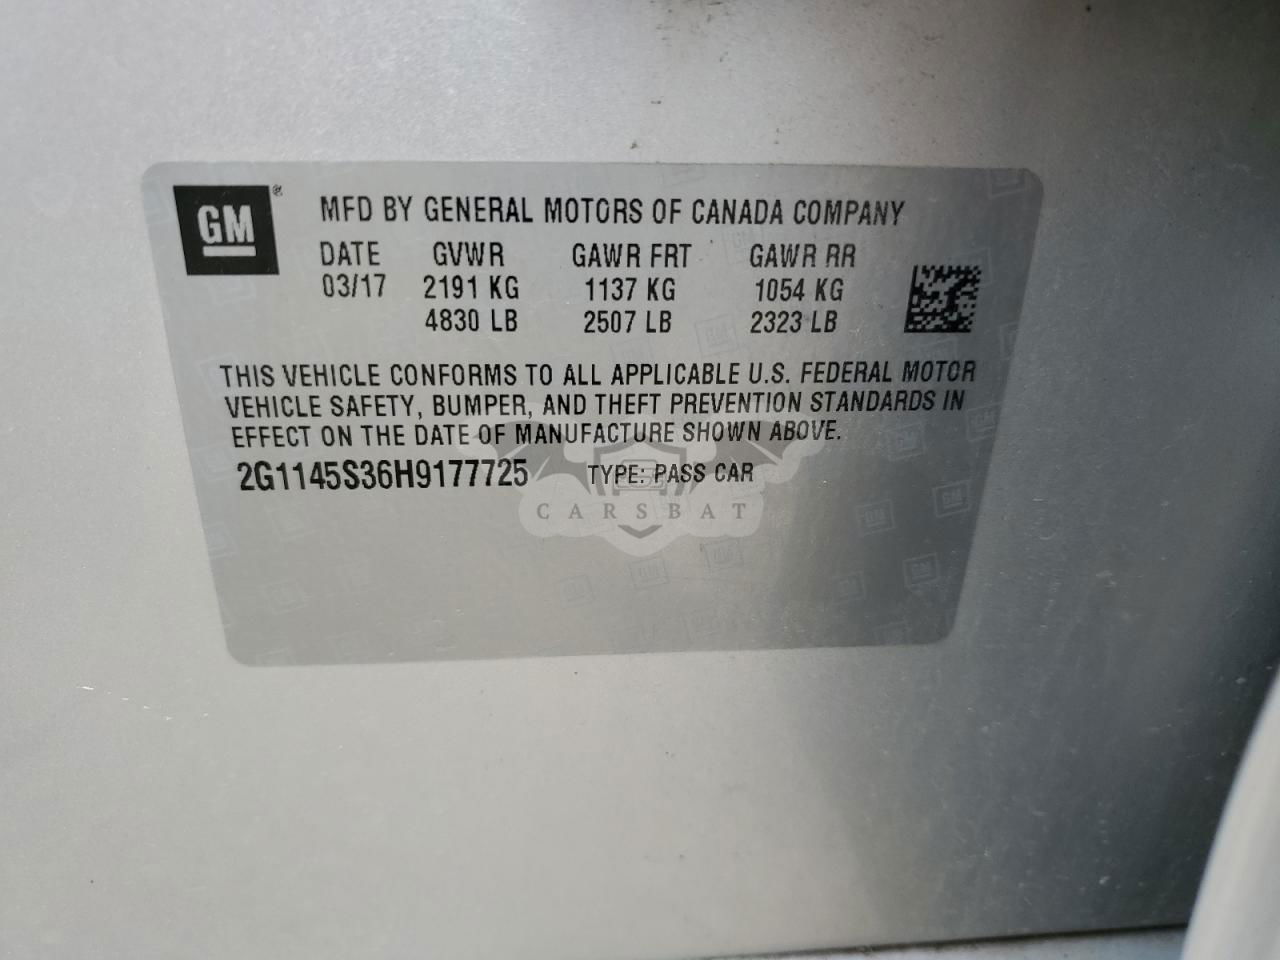 GM® MFD BY GENERAL MOTORS OF CANADA COMPANY
DATE GVWR GAWR FRT GAWR RR
03/17 2191 KG 1137 KG 1054 KG
4830 LB 2507 LB 2323 LB
THIS VEHICLE CONFORMS TO ALL APPLICABLE U.S. FEDERAL MOTOR
VEHICLE SAFETY, BUMPER, AND THEFT PREVENTION STANDARDS IN
EFFECT ON THE DATE OF MANUFACTURE SHOWN ABOVE.
2G1145S36H9177725 TYPE: PASS CAR
CARSBAT